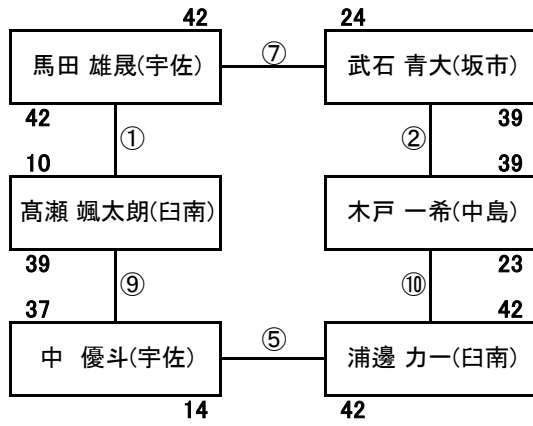 42 24
馬田 雄晟(宇佐) ⑦ 武石 青大(坂市)
42 ① ② 39
10 39
髙瀬 颯太朗(臼南) 木戸 一希(中島)
39 ⑨ ⑩ 23
37 42
中 優斗(宇佐) ⑤ 浦邊 力一(臼南)
14 42